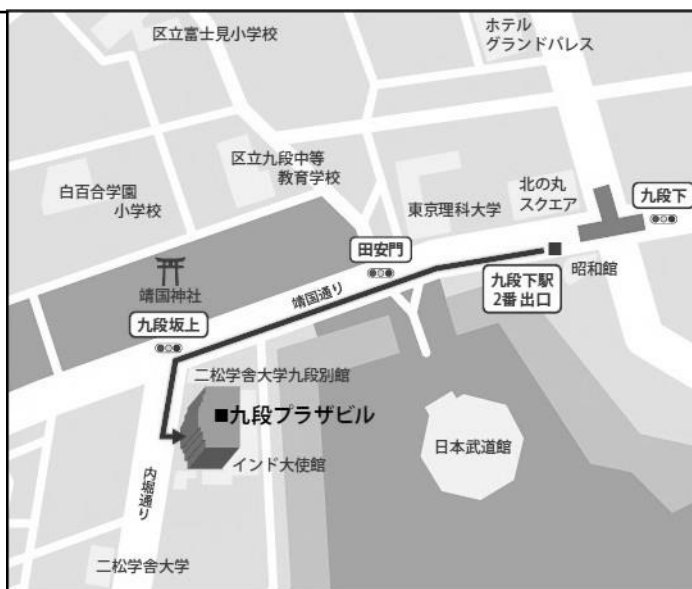 区立富士見小学校
ホテル
グランドパレス
区立九段中等
教育学校
白百合学園
小学校
東京理科大学
北の丸
スクエア
九段下
田安門
靖国神社
靖国通り
九段下駅
2番出口
昭和館
九段坂上
二松学舎大学九段別館
■九段プラザビル
日本武道館
インド大使館
内堀通り
二松学舎大学